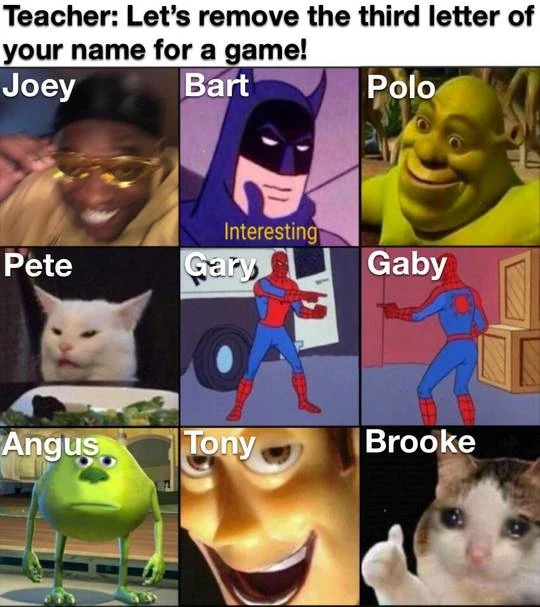 Teacher: Let’s remove the third letter of
your name for a game!
Joey
Bart
Polo
Interesting
Pete
Gary
Gaby
Angus
Tony
Brooke